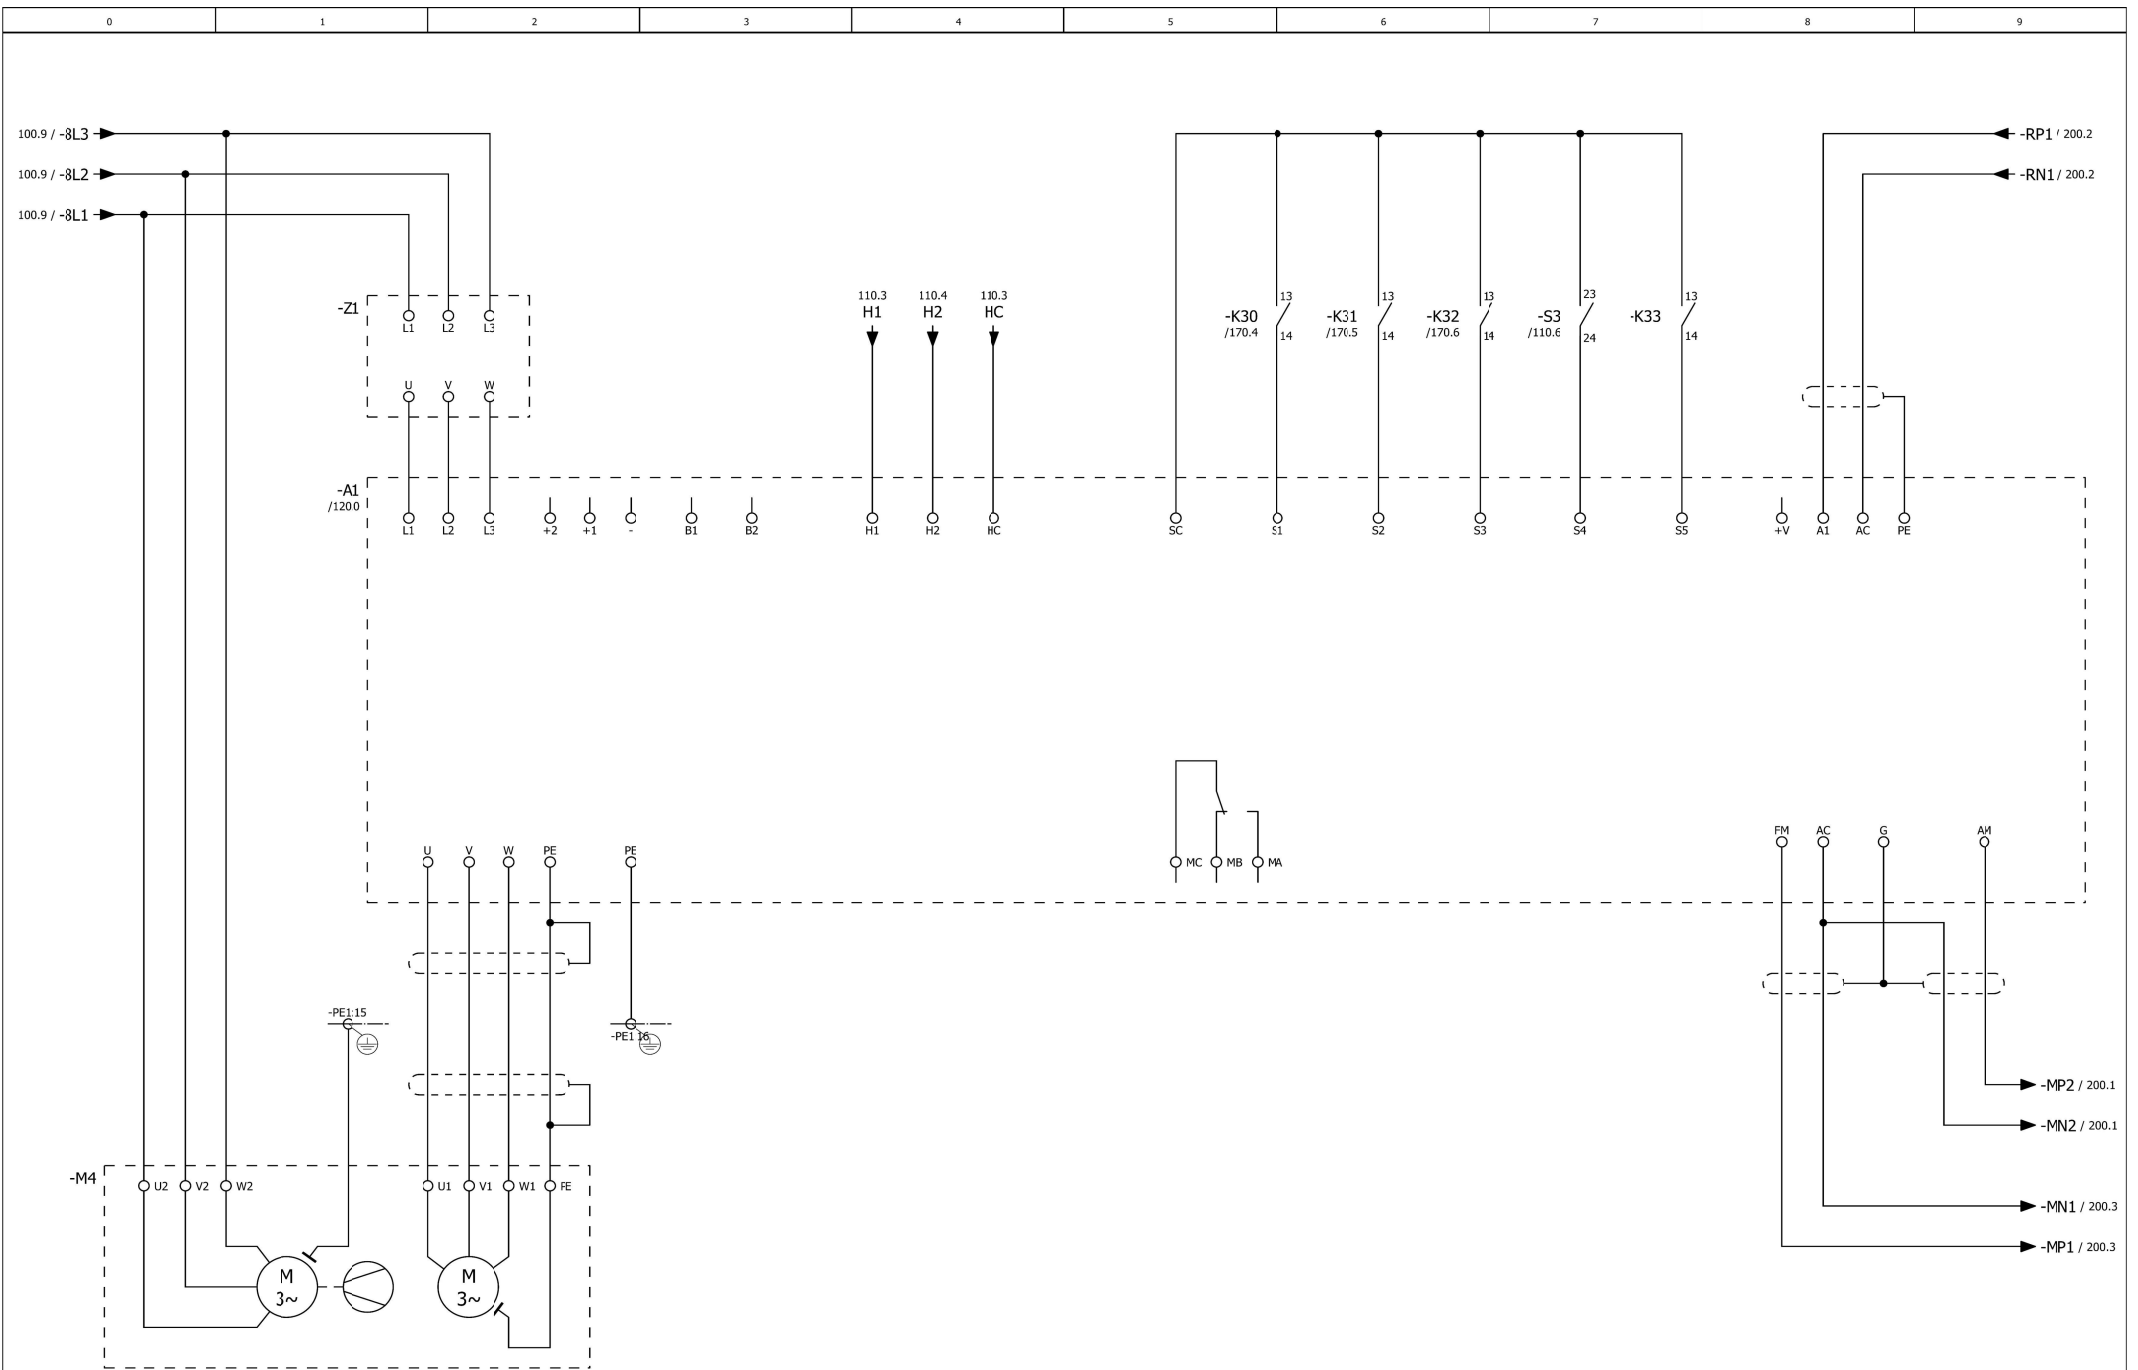 0 1 2 3 4 5 6 7 8 9
100.9 / -8L3
-RP1 / 200.2
100.9 / -8L2
-RN1 / 200.2
100.9 / -8L1
110.3 110.4 110.3
H1 H2 HC
-Z1
L1 L2 L3
13 13 13 23 13
-K30 -K31 -K32 -S3 -K33
/170.4 /170.5 /170.6 /110.6
14 14 14 24 14
U V W
-A1
/120.0
L1 L2 L3 +2 +1 - B1 B2 H1 H2 HC SC S1 S2 S3 S4 S5 +V A1 AC PE
FM AC G AM
U V W PE PE
MC MB MA
-PE1:15
-PE1:16
-MP2 / 200.1
-MN2 / 200.1
-M4
U2 V2 W2 U1 V1 W1 PE
-MN1 / 200.3
-MP1 / 200.3
M M
3~ 3~